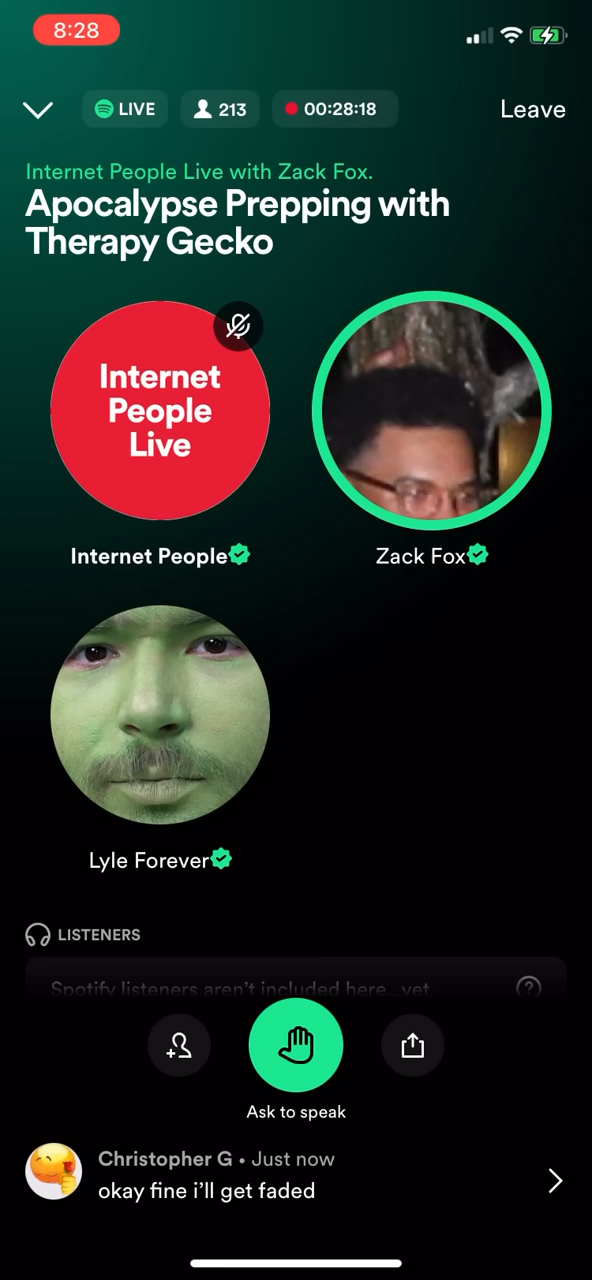 8:28
LIVE
213
00:28:18
Leave
Internet People Live with Zack Fox.
Apocalypse Prepping with
Therapy Gecko
Internet
People
Live
Internet People
Zack Fox
Lyle Forever
LISTENERS
Spotify listeners aren't included here...yet
Ask to speak
Christopher G • Just now
okay fine i'll get faded